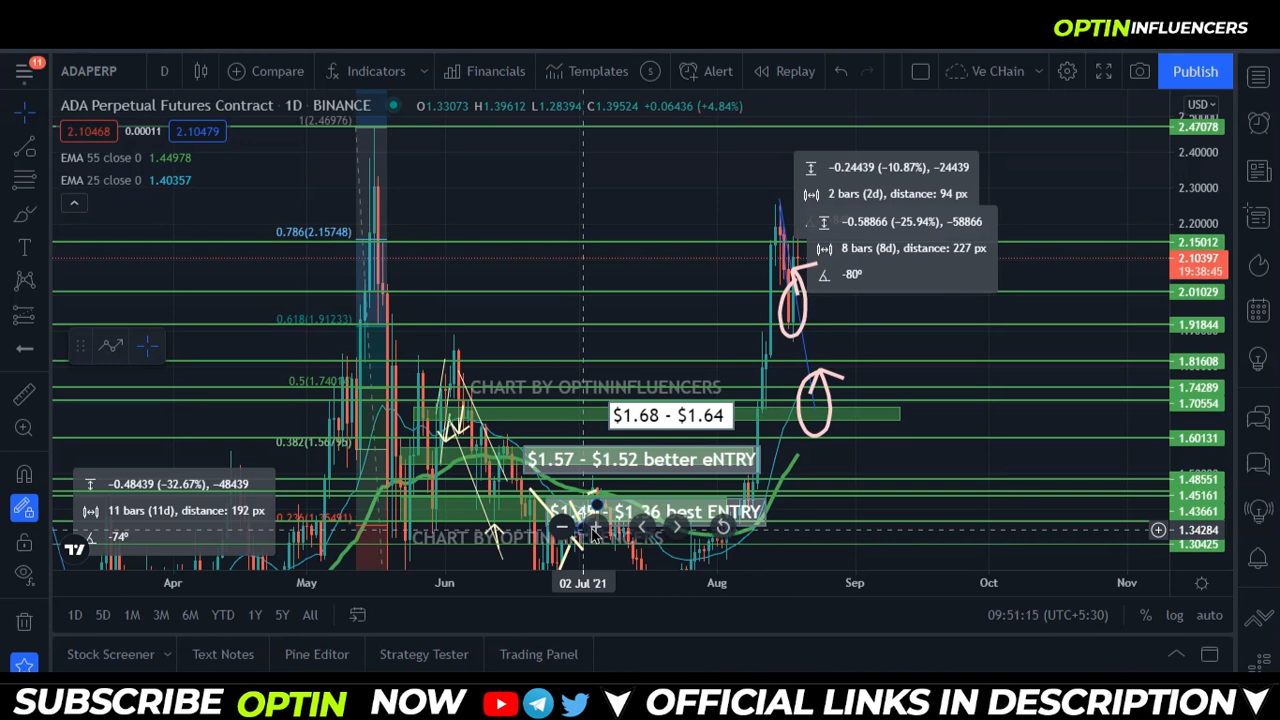 OPTININFLUENCERS
11
ADAPERP
D
Compare
Indicators
Financials
Templates
S
Alert
Replay
Ve-CHain
Publish
ADA Perpetual Futures Contract · 1D · BINANCE
O1.33073 H1.39612 L1.28394 C1.39524 +0.06436 (+4.84%)
USD
2.10468
0.00011
2.10479
EMA 55 close 0 1.44978
EMA 25 close 0 1.40357
1(2.46976)
0.786(2.15748)
0.618(1.91233)
0.382(1.56795)
−0.24439 (−10.87%), −24439
2 bars (2d), distance: 94 px
−0.58866 (−25.94%), −58866
8 bars (8d), distance: 227 px
-80º
CHART BY OPTININFLUENCERS
$1.68 - $1.64
$1.57 - $1.52 better eNTRY
best ENTRY
CHART BY OPTININFLUENCERS
−0.48439 (−32.67%), −48439
11 bars (11d), distance: 192 px
-74º
2.47078
2.40000
2.30000
2.20000
2.15012
2.10397
19:38:45
2.01029
1.91844
1.81608
1.74289
1.70554
1.60131
1.48551
1.45161
1.43661
1.34284
1.30425
Apr
May
Jun
02 Jul '21
Aug
Sep
Oct
Nov
1D
5D
1M
3M
6M
YTD
1Y
5Y
All
09:51:15 (UTC+5:30)
%
log
auto
Stock Screener
Text Notes
Pine Editor
Strategy Tester
Trading Panel
SUBSCRIBE OPTIN NOW
OFFICIAL LINKS IN DESCRIPTION